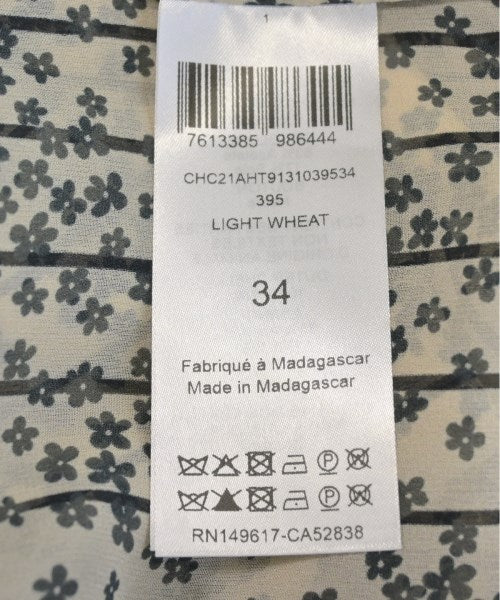 1
7613385 986444
CHC21AHT9131039534
395
LIGHT WHEAT
34
Fabriqué à Madagascar
Made in Madagascar
P
P
RN149617-CA52838